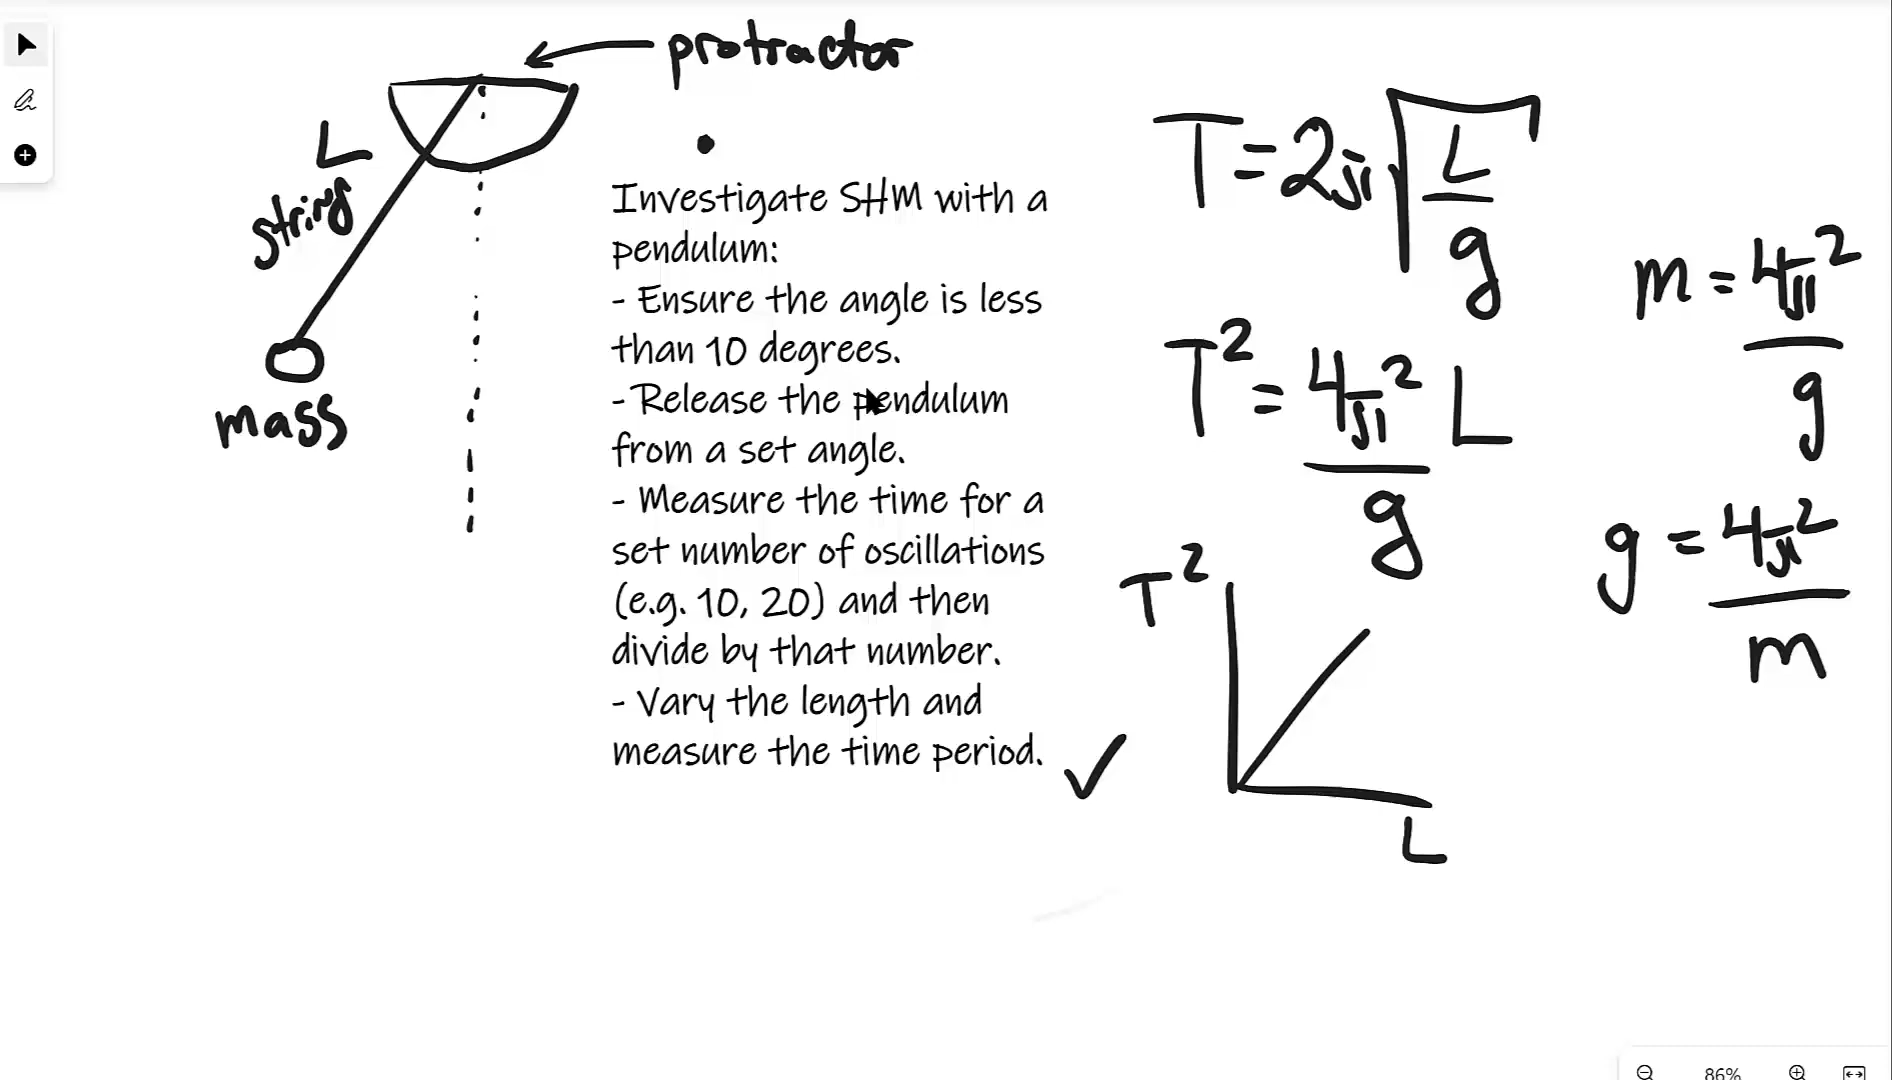 protractor
L
string
mass
Investigate SHM with a
pendulum:
- Ensure the angle is less
than 10 degrees.
- Release the pendulum
from a set angle.
- Measure the time for a
set number of oscillations
(e.g. 10, 20) and then
divide by that number.
- Vary the length and
measure the time period.
T = 2π√(L/g)
T² = 4π²/g L
T²
L
m = 4π²/g
g = 4π²/m
86%